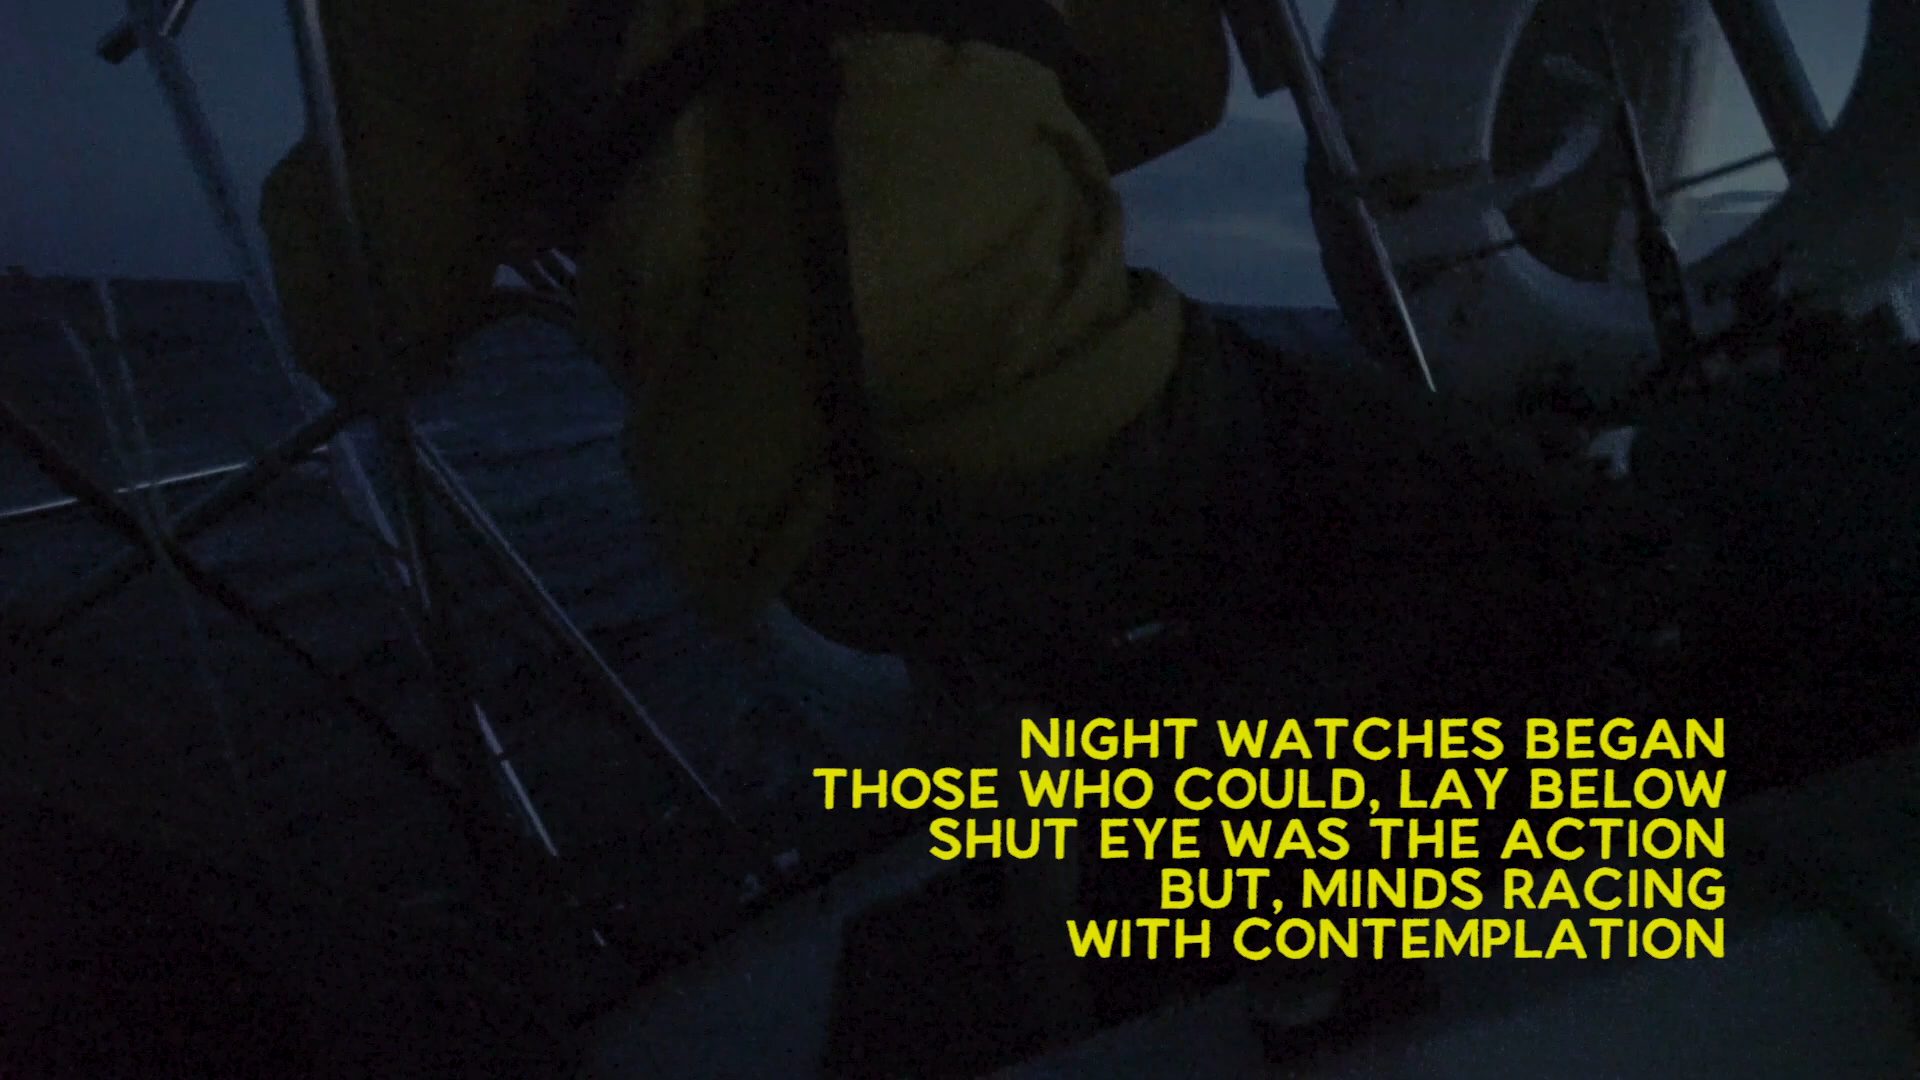 NIGHT WATCHES BEGAN
THOSE WHO COULD, LAY BELOW
SHUT EYE WAS THE ACTION
BUT, MINDS RACING
WITH CONTEMPLATION